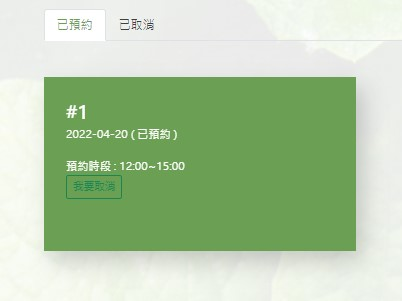 已預約 已取消
#1
2022-04-20 ( 已預約 )
預約時段 : 12:00~15:00
我要取消